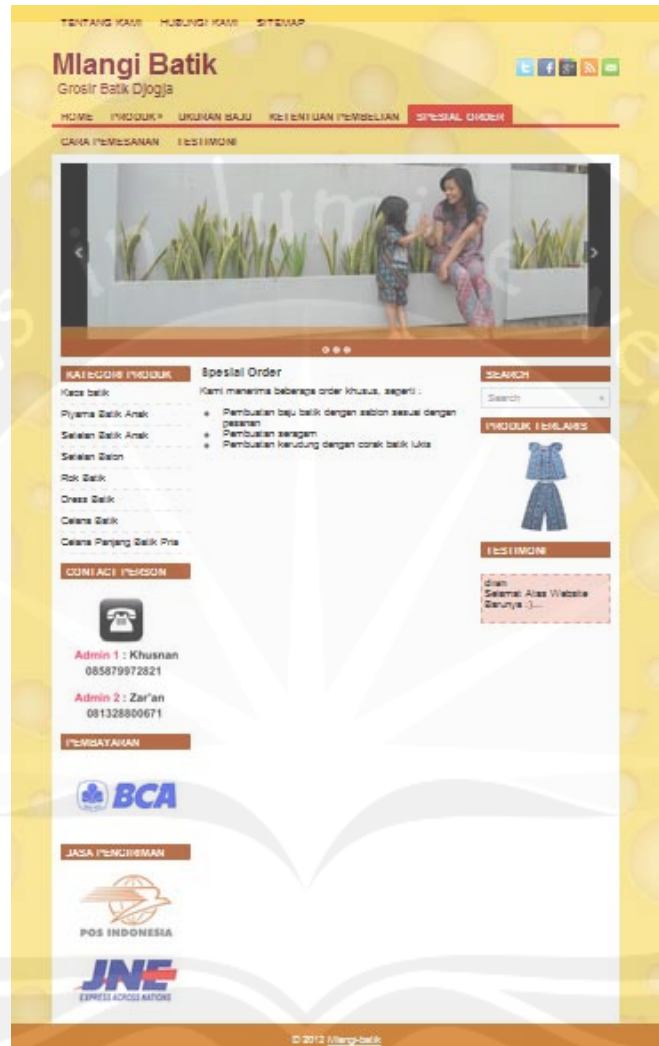 TENTANG KAMI HUBUNGI KAMI SITEMAP
Mlangi Batik
Grosir Batik Djogja
HOME PRODUK» UKURAN BAJU KETENTUAN PEMBELIAN SPESIAL ORDER
CARA PEMESANAN TESTIMONI
KATEGORI PRODUK
Kaos batik
Piyama Batik Anak
Setelan Batik Anak
Setelan Balon
Rok Batik
Dress Batik
Celana Batik
Celana Panjang Batik Pria
CONTACT PERSON
Admin 1 : Khusnan
085879972821
Admin 2 : Zar'an
081328800671
PEMBAYARAN
BCA
JASA PENGIRIMAN
POS INDONESIA
JNE
EXPRESS ACROSS NATIONS
Spesial Order
Kami menerima beberapa order khusus, seperti :
Pembuatan baju batik dengan sablon sesuai dengan
pesanan
Pembuatan seragam
Pembuatan kerudung dengan corak batik lukis
SEARCH
Search
PRODUK TERLARIS
TESTIMONI
dian
Selamat Atas Website
Barunya :)...
© 2012 Mlangi-batik
in lumine